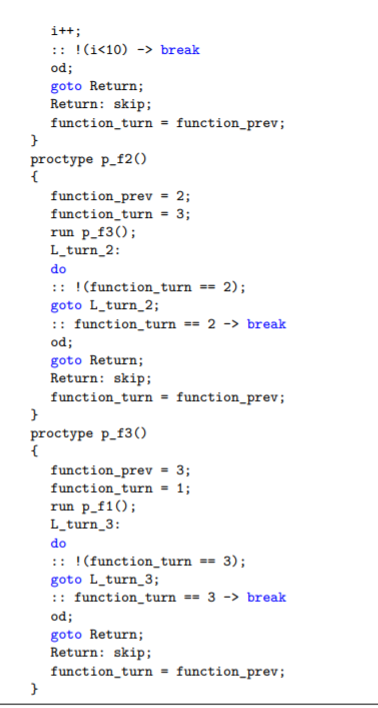 i++;
:: !(i<10) -> break
od;
goto Return;
Return: skip;
function_turn = function_prev;
}
proctype p_f2()
{
function_prev = 2;
function_turn = 3;
run p_f3();
L_turn_2:
do
:: !(function_turn == 2);
goto L_turn_2;
:: function_turn == 2 -> break
od;
goto Return;
Return: skip;
function_turn = function_prev;
}
proctype p_f3()
{
function_prev = 3;
function_turn = 1;
run p_f1();
L_turn_3:
do
:: !(function_turn == 3);
goto L_turn_3;
:: function_turn == 3 -> break
od;
goto Return;
Return: skip;
function_turn = function_prev;
}